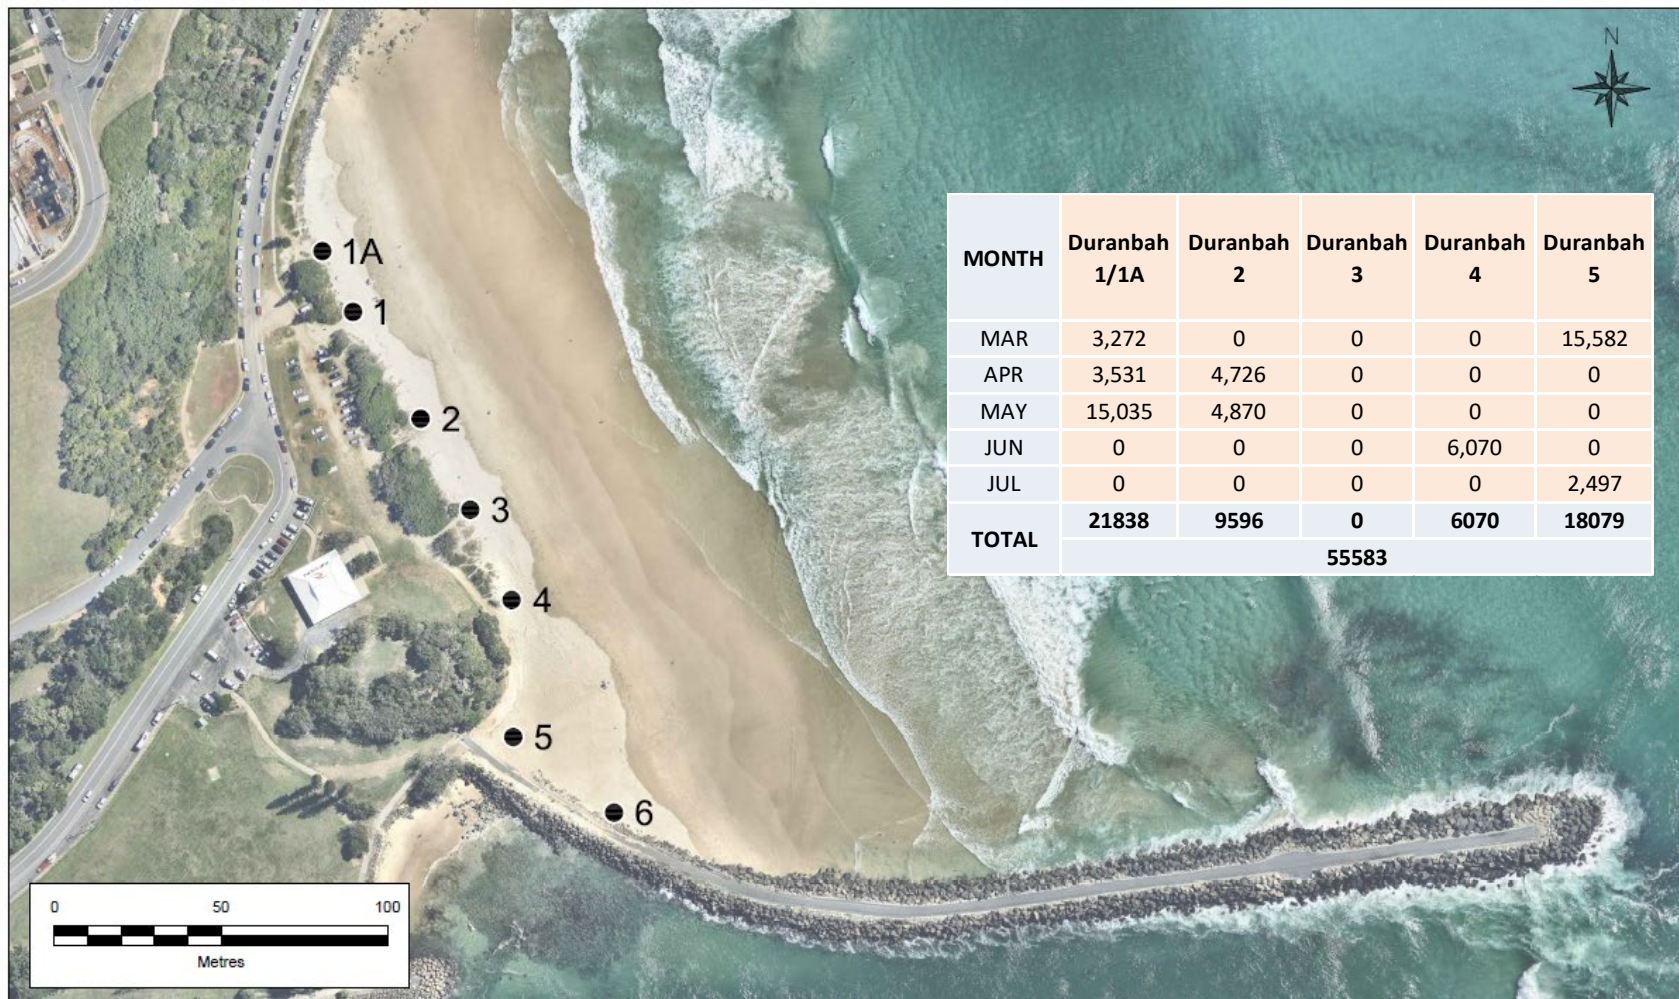 N
MONTH Duranbah 1/1A Duranbah 2 Duranbah 3 Duranbah 4 Duranbah 5
MAR 3,272 0 0 0 15,582
APR 3,531 4,726 0 0 0
MAY 15,035 4,870 0 0 0
JUN 0 0 0 6,070 0
JUL 0 0 0 0 2,497
TOTAL 21838 9596 0 6070 18079
55583
1A
1
2
3
4
5
6
0 50 100
Metres